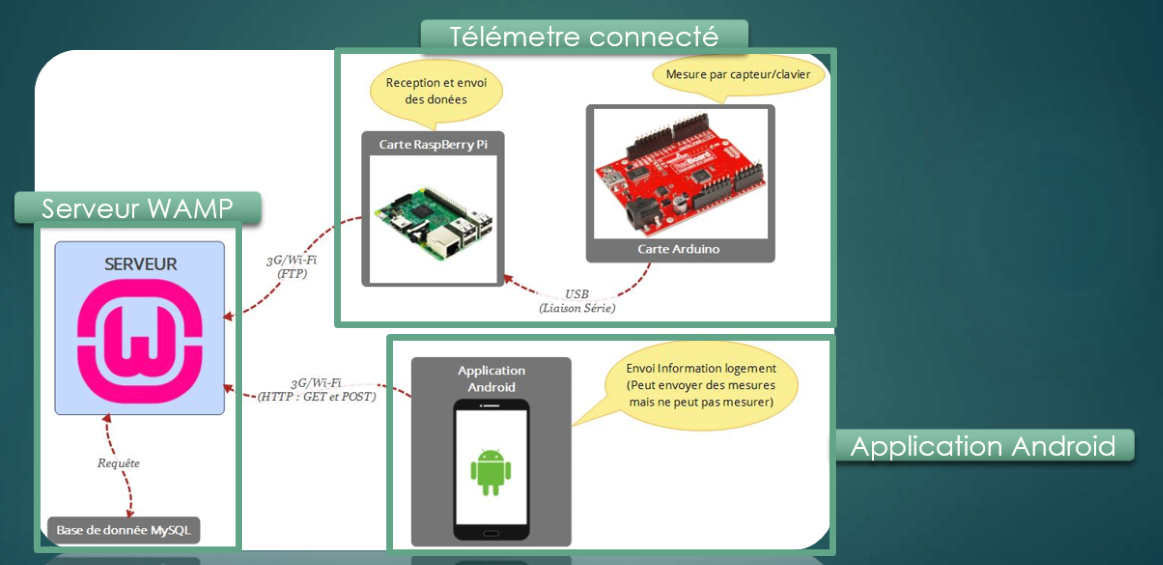 Télémetre connecté
Reception et envoi
des donées
Mesure par capteur/clavier
Carte RaspBerry Pi
Carte Arduino
USB
(Liaison Série)
3G/Wi-Fi
(FTP)
Serveur WAMP
SERVEUR
3G/Wi-Fi
(HTTP : GET et POST)
Requête
Base de donnée MySQL
Application
Android
Envoi Information logement
(Peut envoyer des mesures
mais ne peut pas mesurer)
Application Android